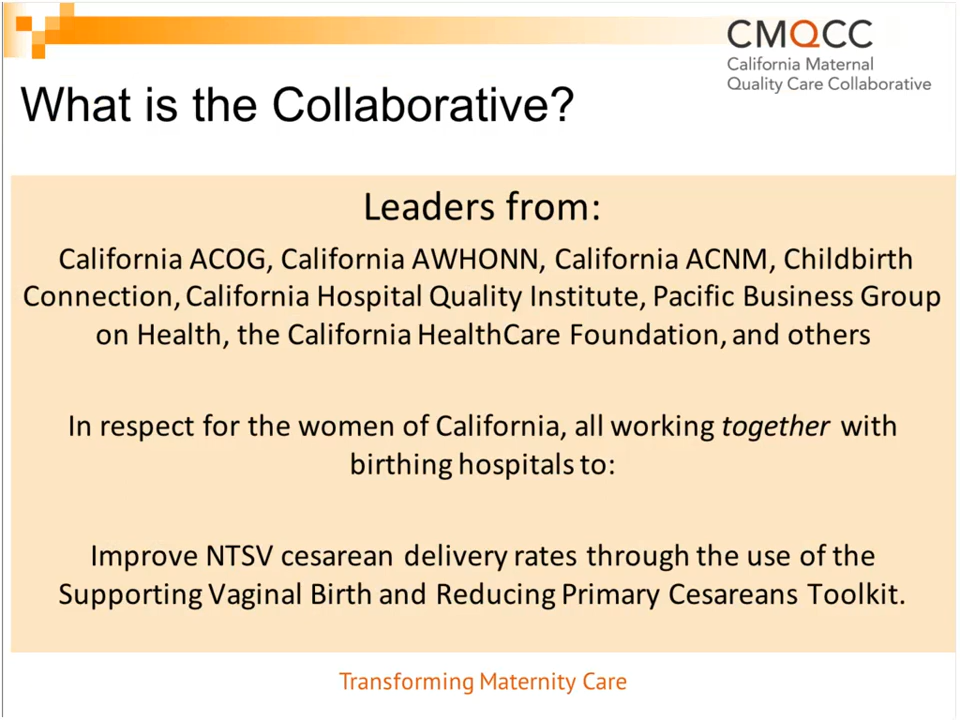 CMQCC
California Maternal
Quality Care Collaborative
What is the Collaborative?
Leaders from:
California ACOG, California AWHONN, California ACNM, Childbirth
Connection, California Hospital Quality Institute, Pacific Business Group
on Health, the California HealthCare Foundation, and others
In respect for the women of California, all working together with
birthing hospitals to:
Improve NTSV cesarean delivery rates through the use of the
Supporting Vaginal Birth and Reducing Primary Cesareans Toolkit.
Transforming Maternity Care